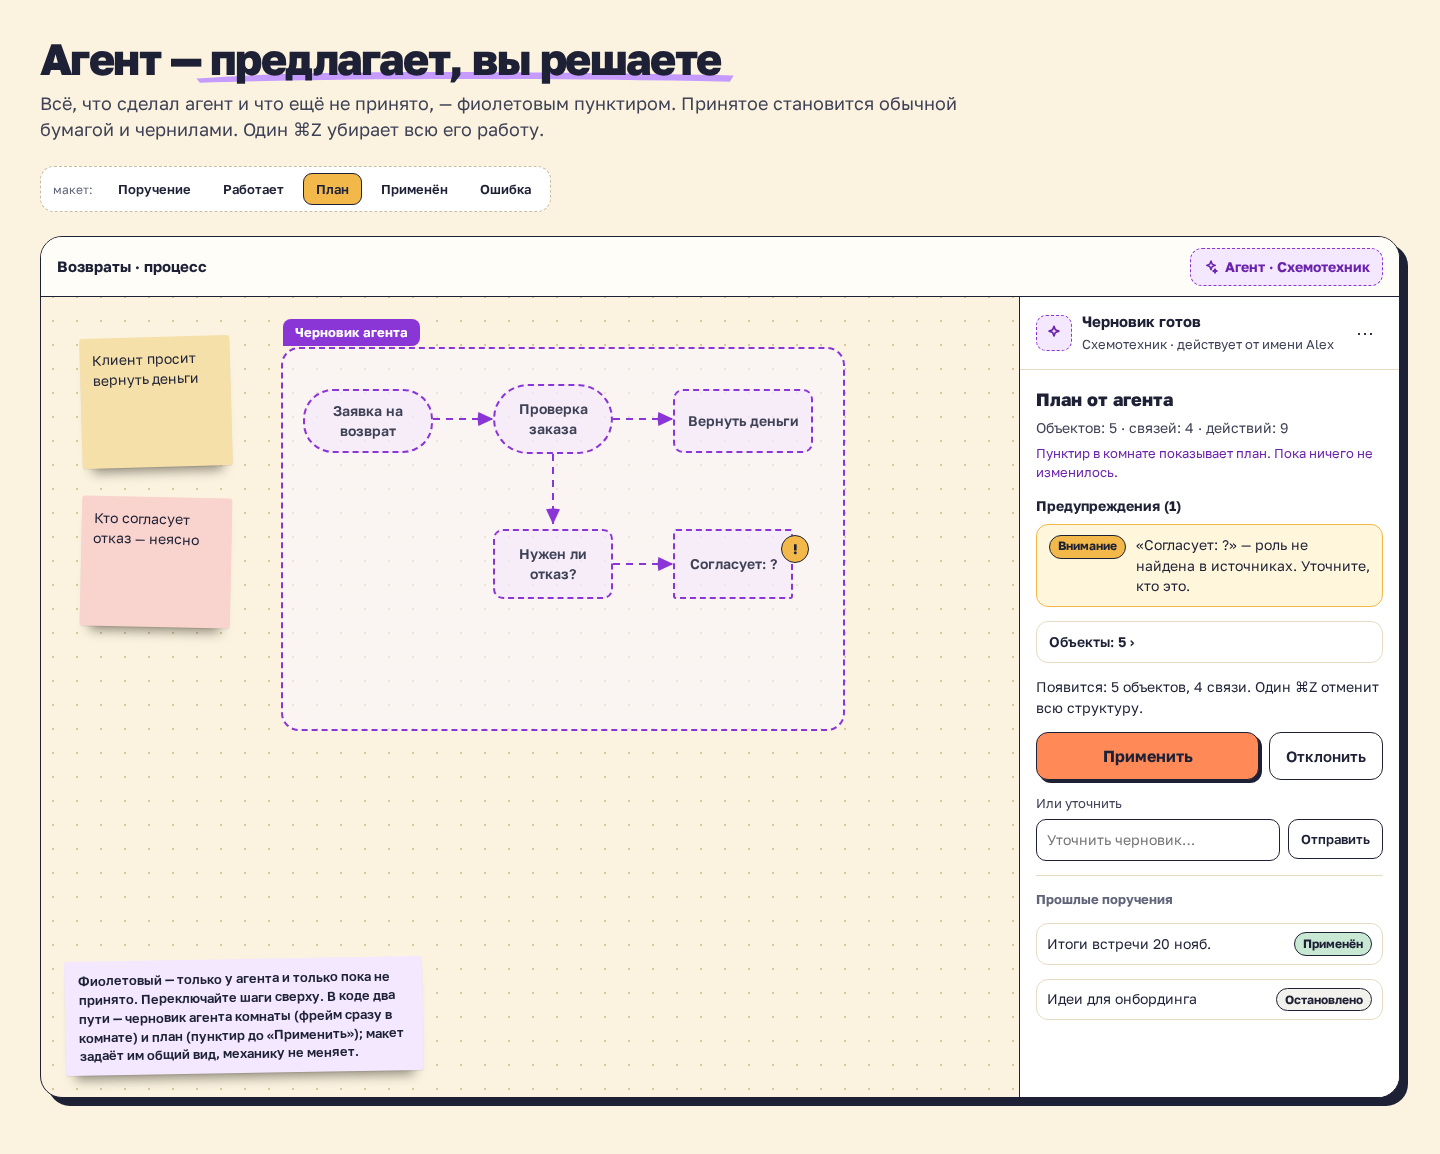 Агент — предлагает, вы решаете
Всё, что сделал агент и что ещё не принято, — фиолетовым пунктиром. Принятое становится обычной
бумагой и чернилами. Один ⌘Z убирает всю его работу.
макет: Поручение Работает План Применён Ошибка
Возвраты · процесс
Агент · Схемотехник
Клиент просит
вернуть деньги
Кто согласует
отказ — неясно
Черновик агента
Заявка на
возврат
Проверка
заказа
Вернуть деньги
Нужен ли
отказ?
Согласует: ?
!
Фиолетовый — только у агента и только пока не
принято. Переключайте шаги сверху. В коде два
пути — черновик агента комнаты (фрейм сразу в
комнате) и план (пунктир до «Применить»); макет
задаёт им общий вид, механику не меняет.
Черновик готов
Схемотехник · действует от имени Alex
...
План от агента
Объектов: 5 · связей: 4 · действий: 9
Пунктир в комнате показывает план. Пока ничего не
изменилось.
Предупреждения (1)
Внимание
«Согласует: ?» — роль не
найдена в источниках. Уточните,
кто это.
Объекты: 5 ›
Появится: 5 объектов, 4 связи. Один ⌘Z отменит
всю структуру.
Применить
Отклонить
Или уточнить
Уточнить черновик...
Отправить
Прошлые поручения
Итоги встречи 20 нояб.
Применён
Идеи для онбординга
Остановлено